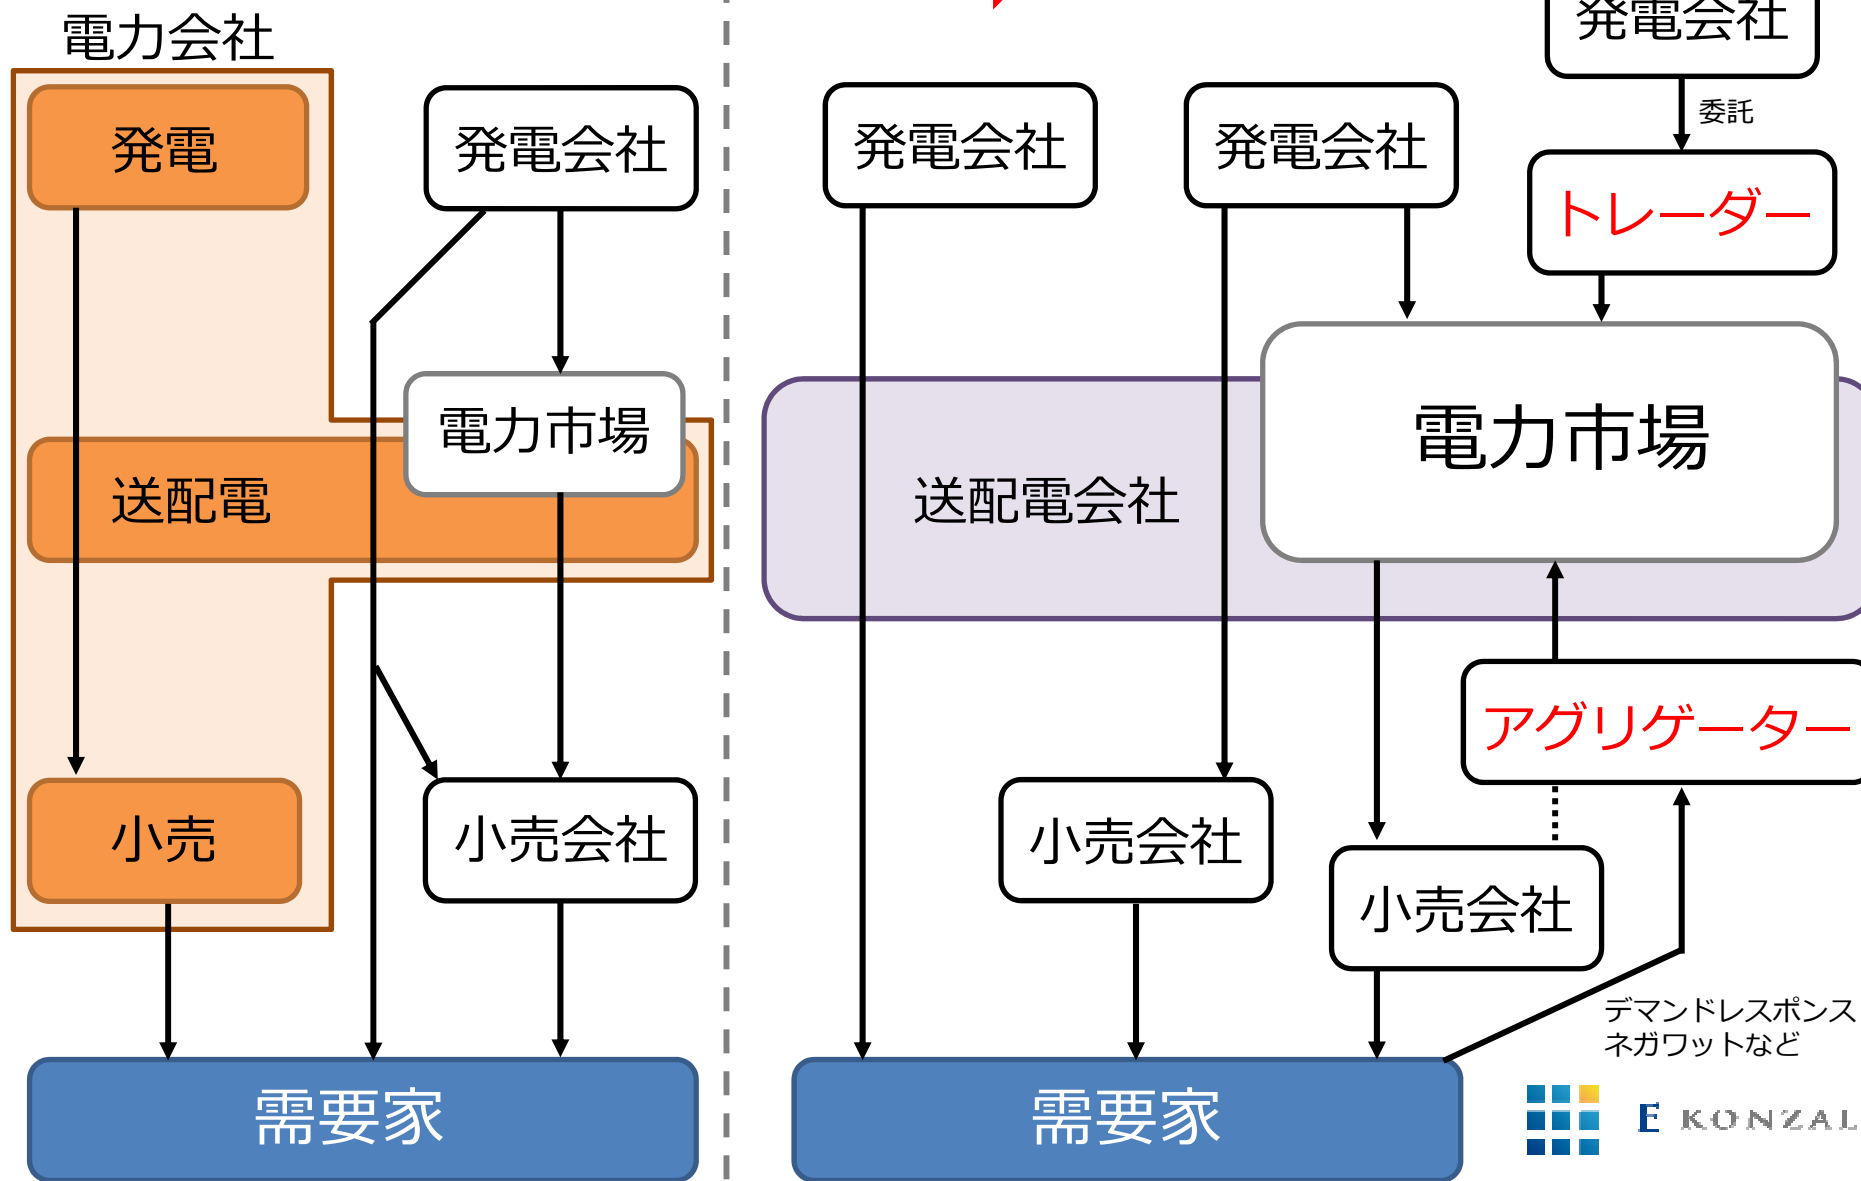 電力会社
発電
発電会社
電力市場
送配電
小売
小売会社
需要家
発電会社
発電会社
発電会社
委託
トレーダー
電力市場
送配電会社
アグリゲーター
小売会社
小売会社
デマンドレスポンス
ネガワットなど
需要家
E KONZAL